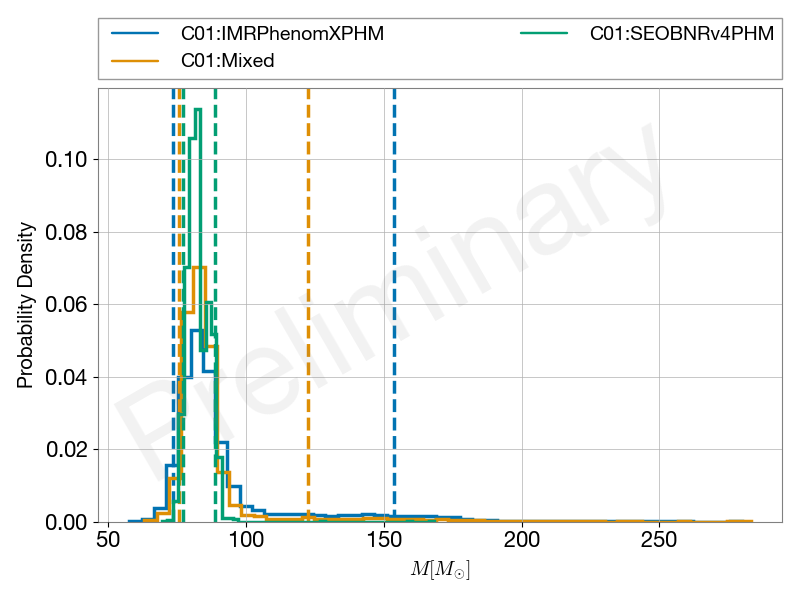 C01:IMRPhenomXPHM
C01:Mixed
C01:SEOBNRv4PHM
Preliminary
Probability Density
0.10
0.08
0.06
0.04
0.02
0.00
50
100
150
200
250
M[M☉]